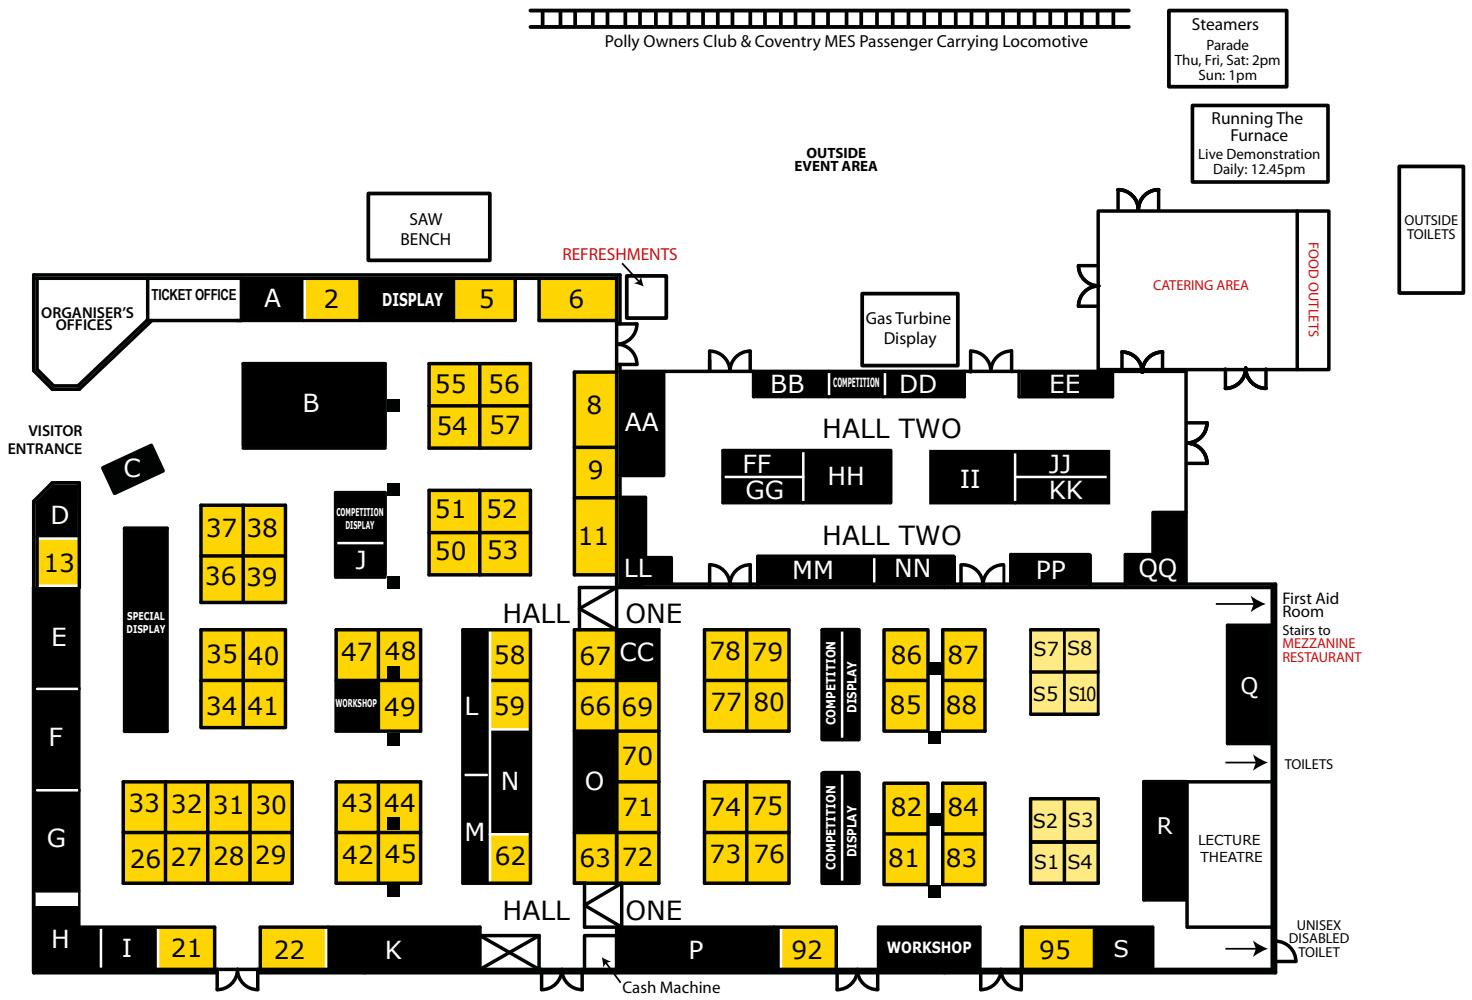 Polly Owners Club & Coventry MES Passenger Carrying Locomotive
Steamers
Parade
Thu, Fri, Sat: 2pm
Sun: 1pm
Running The
Furnace
Live Demonstration
Daily: 12.45pm
OUTSIDE
EVENT AREA
OUTSIDE
TOILETS
SAW
BENCH
REFRESHMENTS
CATERING AREA
FOOD OUTLETS
Gas Turbine
Display
ORGANISER'S
OFFICES
TICKET OFFICE
A
2
DISPLAY
5
6
VISITOR
ENTRANCE
B
C
D
13
E
F
G
H
I
21
22
K
SPECIAL
DISPLAY
COMPETITION
DISPLAY
J
55 56
54 57
51 52
50 53
8
9
11
37 38
36 39
35 40
34 41
33 32 31 30
26 27 28 29
47 48
WORKSHOP 49
43 44
42 45
L
M
58
59
N
62
HALL ONE
67 CC
66 69
O
70
71
63 72
HALL ONE
Cash Machine
AA
BB
COMPETITION
DD
EE
HALL TWO
FF
GG
HH
II
JJ
KK
HALL TWO
LL
MM
NN
PP
QQ
78 79
77 80
74 75
73 76
COMPETITION
DISPLAY
COMPETITION
DISPLAY
86 87
85 88
82 84
81 83
S7 S8
S5 S10
S2 S3
S1 S4
Q
R
LECTURE
THEATRE
P
92
WORKSHOP
95
S
First Aid
Room
Stairs to
MEZZANINE
RESTAURANT
TOILETS
UNISEX
DISABLED
TOILET